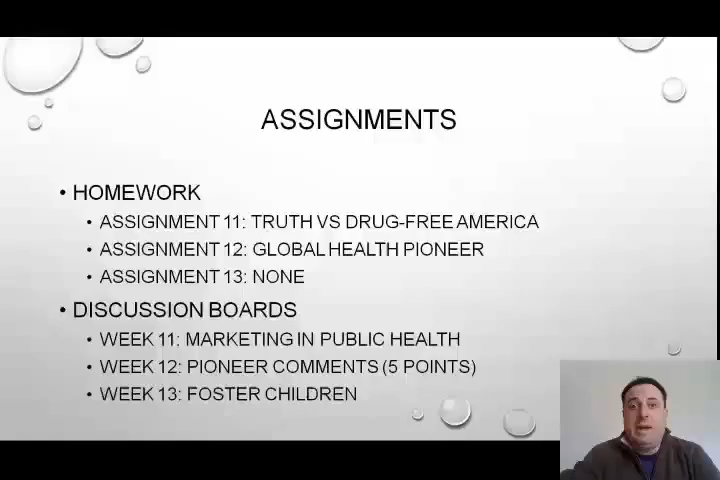 ASSIGNMENTS
• HOMEWORK
• ASSIGNMENT 11: TRUTH VS DRUG-FREE AMERICA
• ASSIGNMENT 12: GLOBAL HEALTH PIONEER
• ASSIGNMENT 13: NONE
• DISCUSSION BOARDS
• WEEK 11: MARKETING IN PUBLIC HEALTH
• WEEK 12: PIONEER COMMENTS (5 POINTS)
• WEEK 13: FOSTER CHILDREN